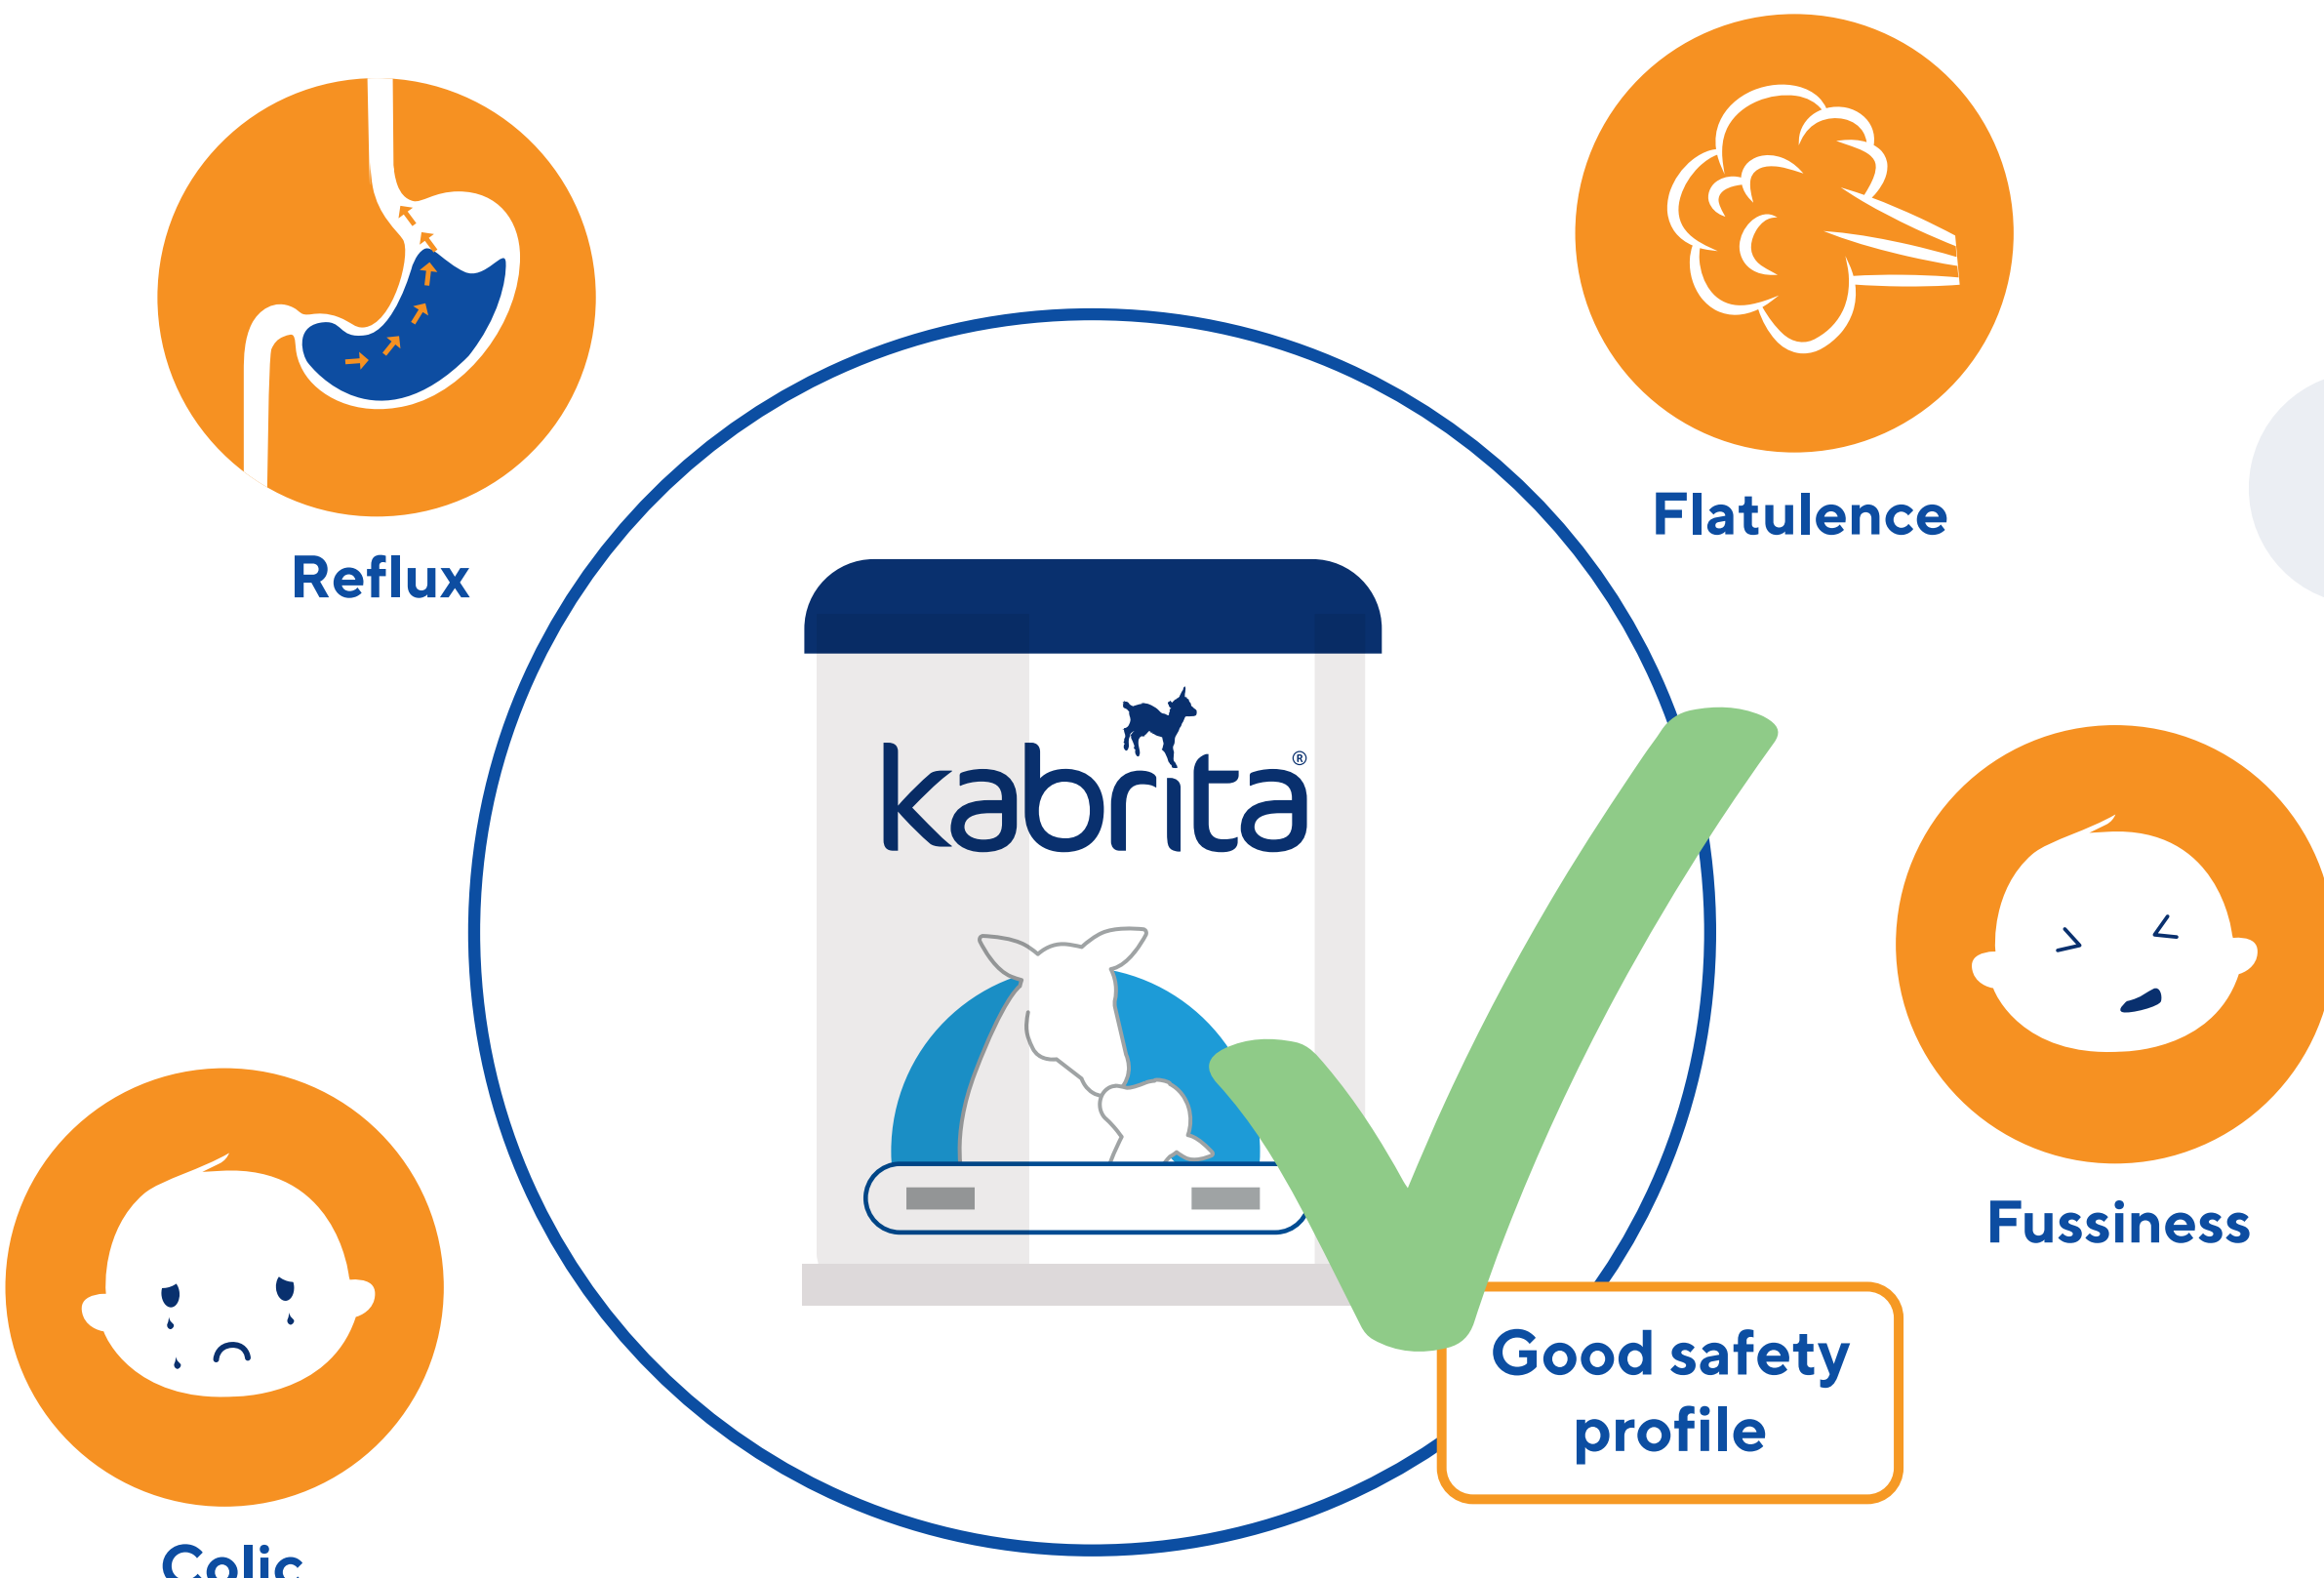 Flatulence
Reflux
kabrita®
Fussiness
Good safety
profile
Colic